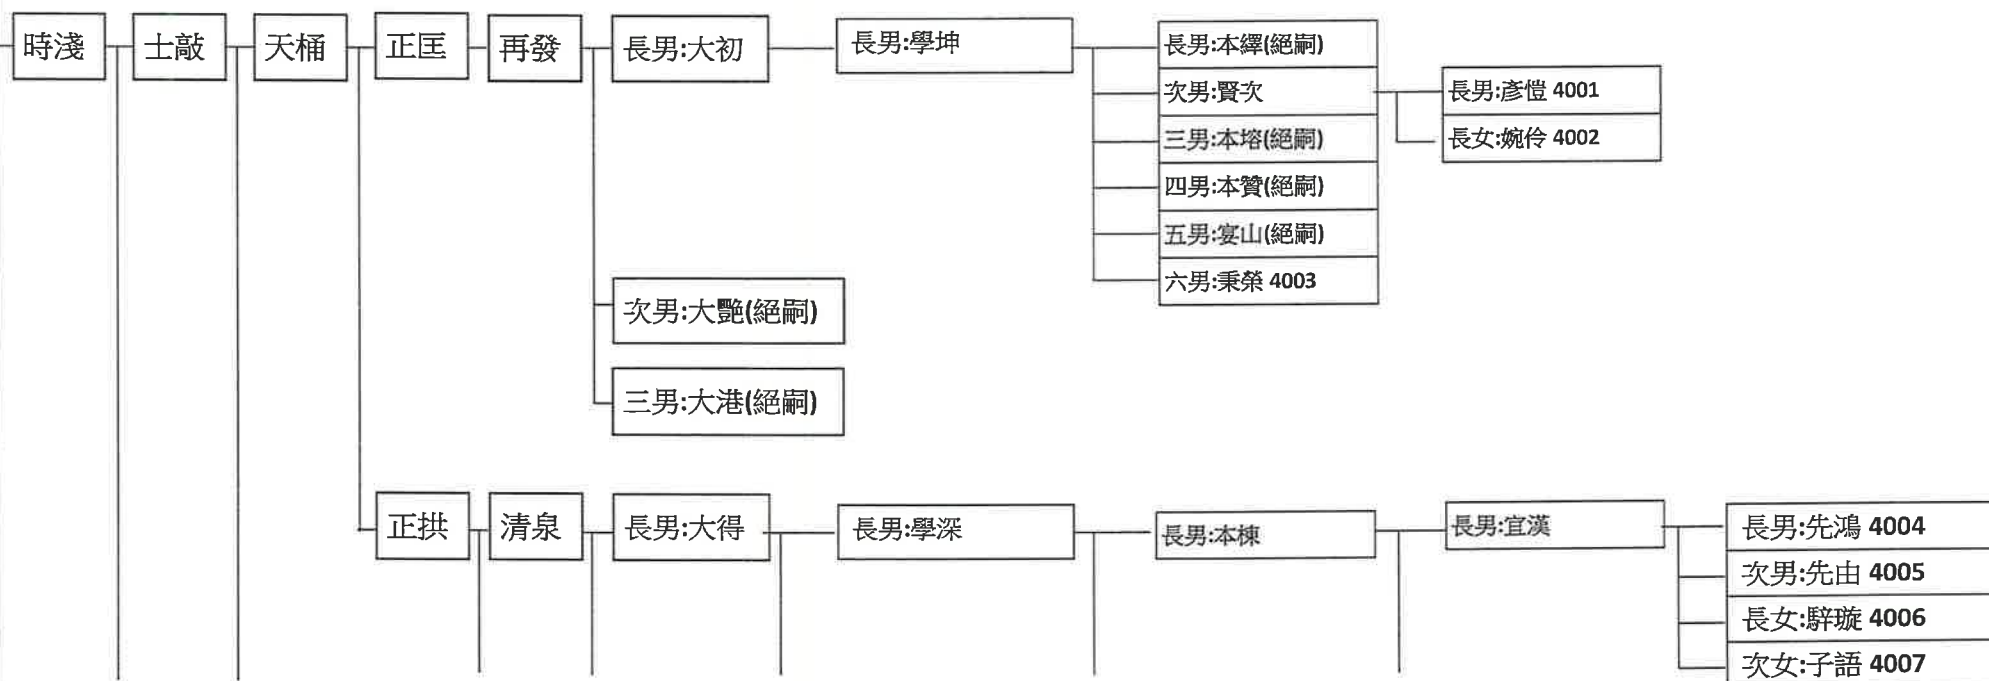 時淺
士敲
天桶
正匡
再發
長男:大初
長男:學坤
長男:本繹(絕嗣)
次男:賢次
三男:本塎(絕嗣)
四男:本贊(絕嗣)
五男:宴山(絕嗣)
六男:秉榮 4003
長男:彥愷 4001
長女:婉伶 4002
次男:大艷(絕嗣)
三男:大港(絕嗣)
正拱
清泉
長男:大得
長男:學深
長男:本棟
長男:宜漢
長男:先鴻 4004
次男:先由 4005
長女:騂璇 4006
次女:子語 4007